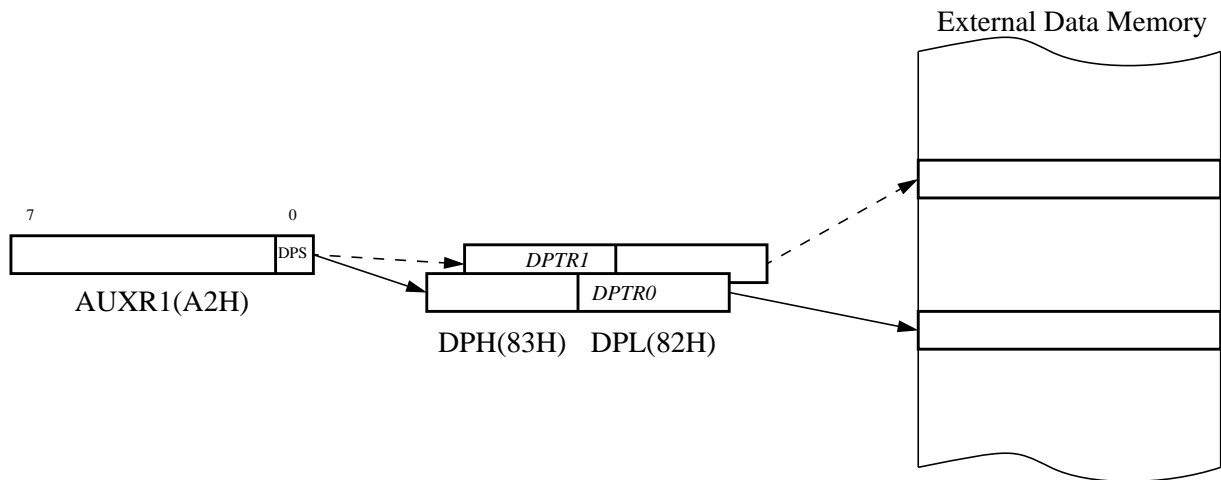 External Data Memory
7
0
DPS
AUXR1(A2H)
DPTR1
DPTR0
DPH(83H) DPL(82H)